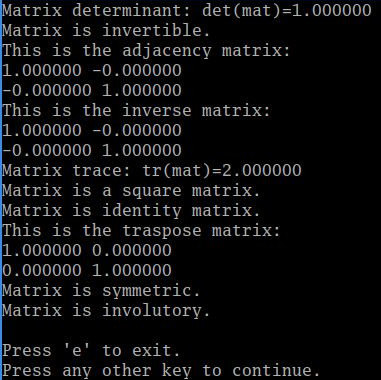 Matrix determinant: det(mat)=1.000000
Matrix is invertible.
This is the adjacency matrix:
1.000000 -0.000000
-0.000000 1.000000
This is the inverse matrix:
1.000000 -0.000000
-0.000000 1.000000
Matrix trace: tr(mat)=2.000000
Matrix is a square matrix.
Matrix is identity matrix.
This is the traspose matrix:
1.000000 0.000000
0.000000 1.000000
Matrix is symmetric.
Matrix is involutory.
Press 'e' to exit.
Press any other key to continue.